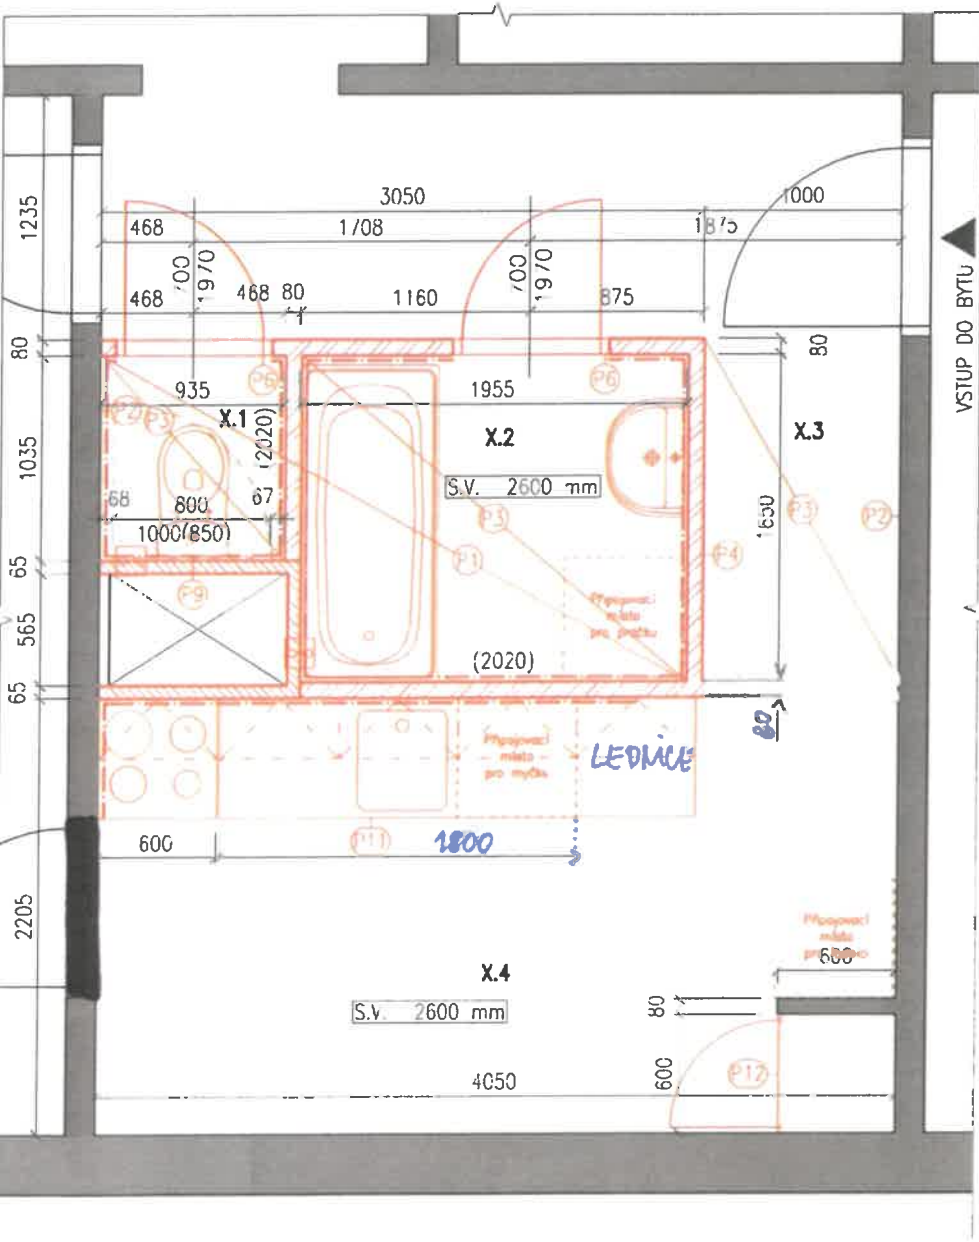 3050
1000
468
1708
1875
1235
700
1970
700
1970
468
468
80
1160
875
80
80
VSTUP DO BYTU
935
P6
1955
P6
X.1
(2020)
X.2
X.3
1035
S.V. 2600 mm
68
800
67
1000(850)
P3
P3
P2
1650
P1
P4
65
P9
565
Připojovací
místo
pro pračku
(2020)
65
80
Připojovací
místo
pro myčku
LEDNICE
600
P11
1800
2205
Připojovací
místo
600
X.4
S.V. 2600 mm
80
4050
600
P12